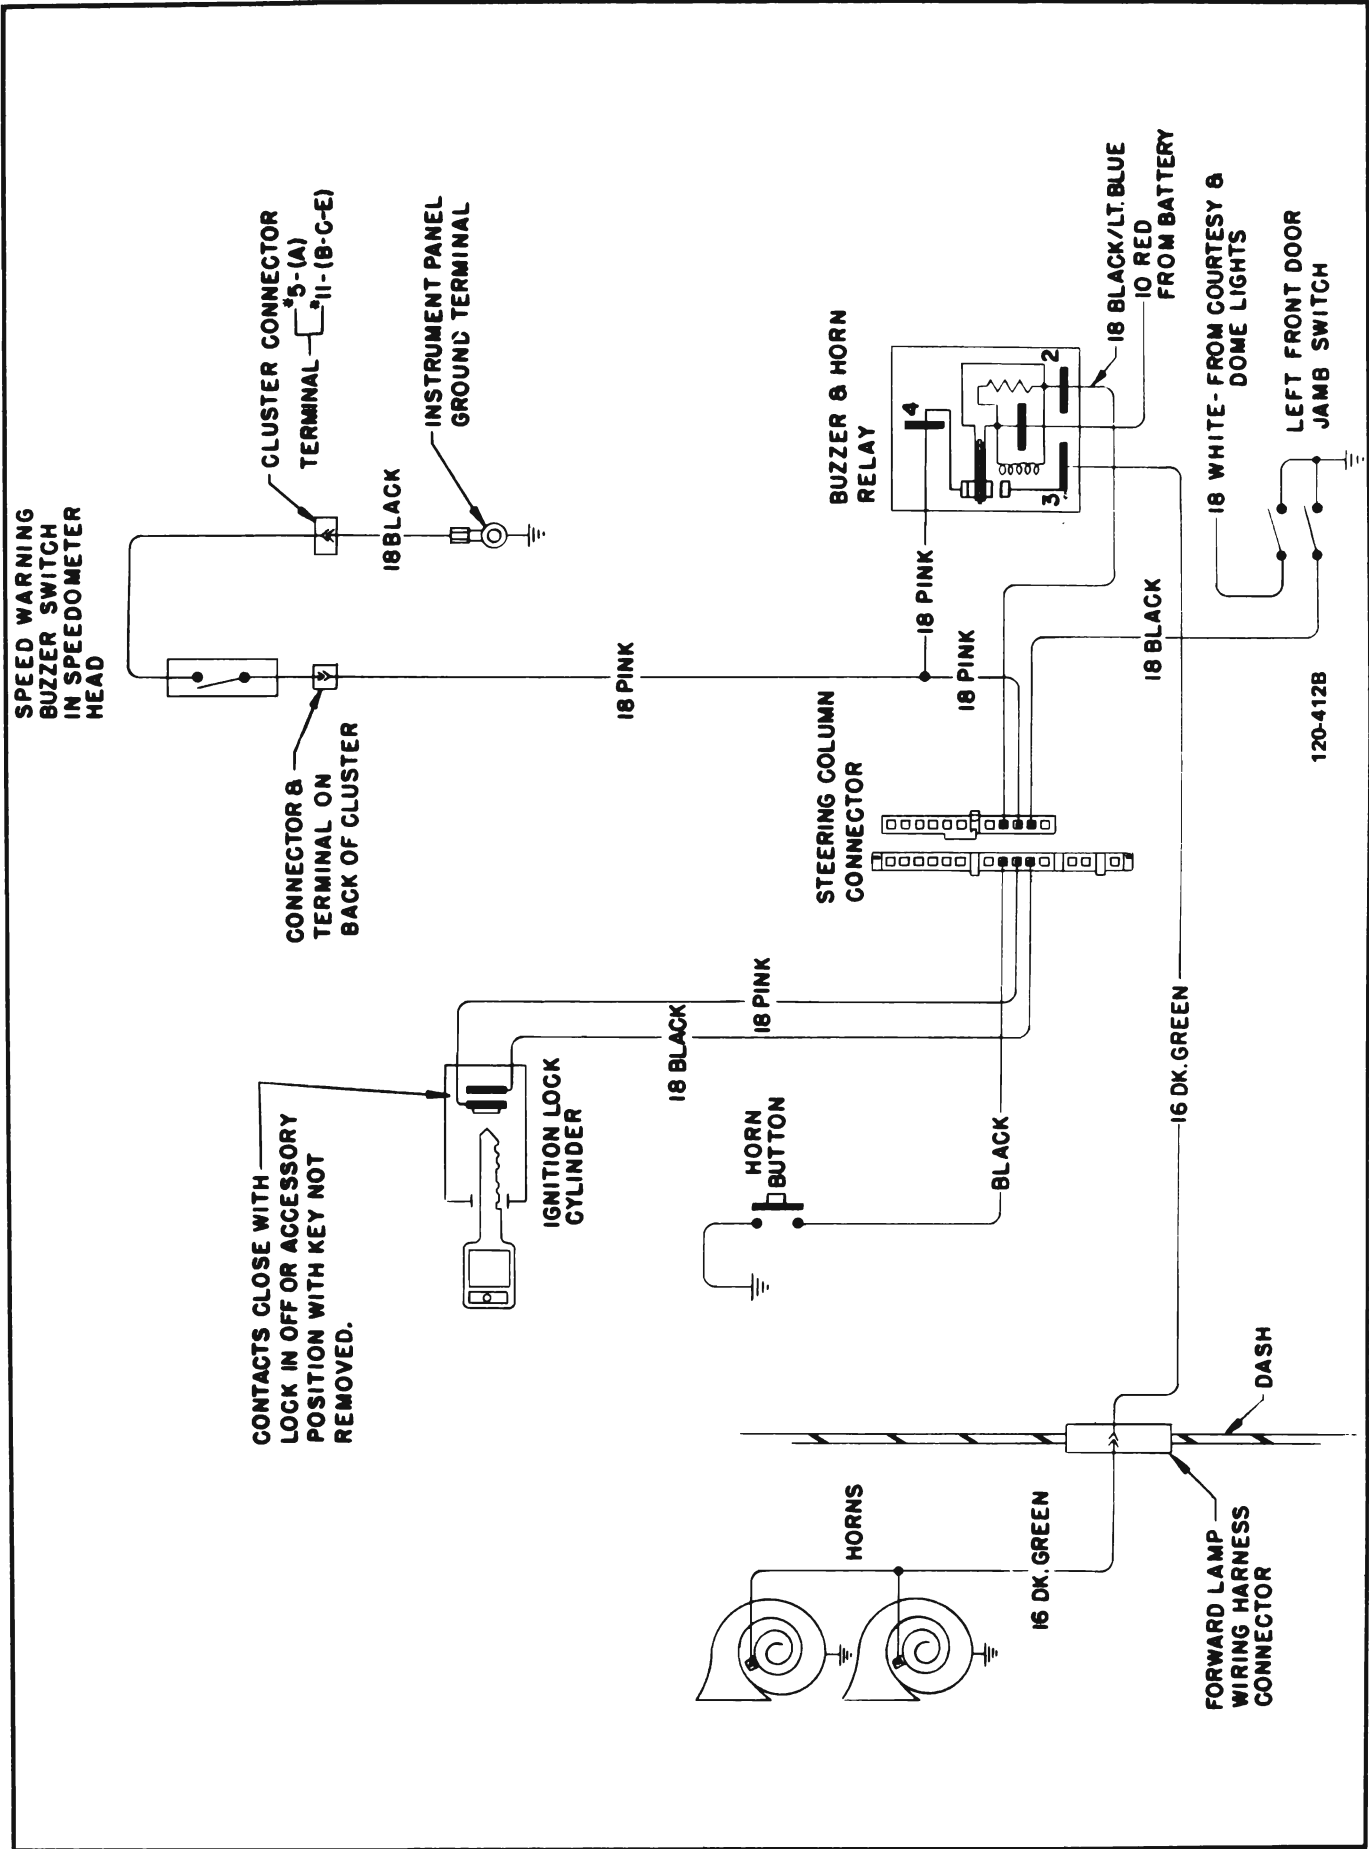 SPEED WARNING
BUZZER SWITCH
IN SPEEDOMETER
HEAD
CLUSTER CONNECTOR
TERMINAL
#5-(A)
#11-(B-C-E)
INSTRUMENT PANEL
GROUND TERMINAL
18 BLACK
CONNECTOR &
TERMINAL ON
BACK OF CLUSTER
18 PINK
BUZZER & HORN
RELAY
4
2
3
18 BLACK/LT. BLUE
10 RED
FROM BATTERY
18 WHITE-FROM COURTESY &
DOME LIGHTS
LEFT FRONT DOOR
JAMB SWITCH
18 PINK
18 PINK
18 BLACK
120-412B
STEERING COLUMN
CONNECTOR
CONTACTS CLOSE WITH
LOCK IN OFF OR ACCESSORY
POSITION WITH KEY NOT
REMOVED.
IGNITION LOCK
CYLINDER
18 BLACK
18 PINK
HORN
BUTTON
BLACK
16 DK. GREEN
DASH
HORNS
16 DK. GREEN
FORWARD LAMP
WIRING HARNESS
CONNECTOR